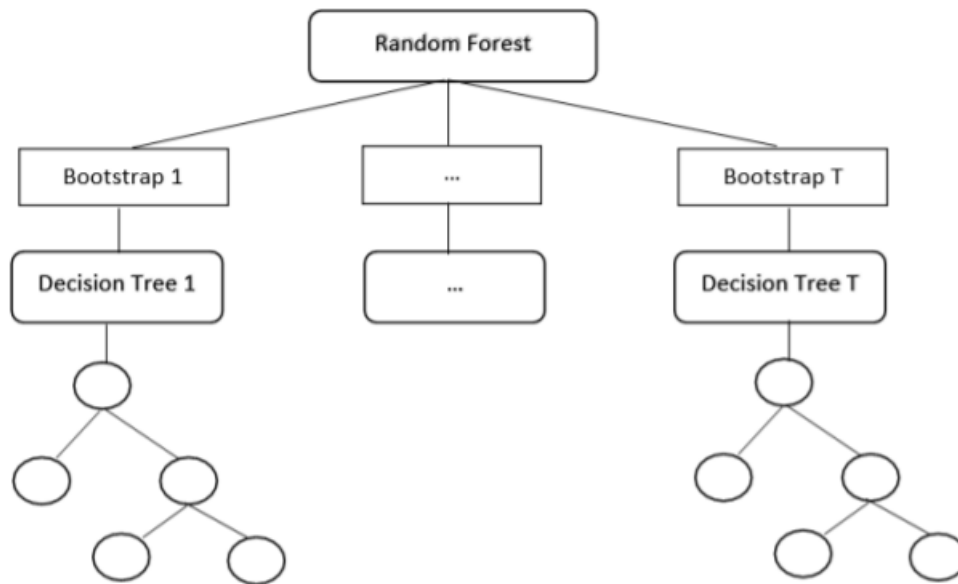 Random Forest
Bootstrap 1
...
Bootstrap T
Decision Tree 1
...
Decision Tree T